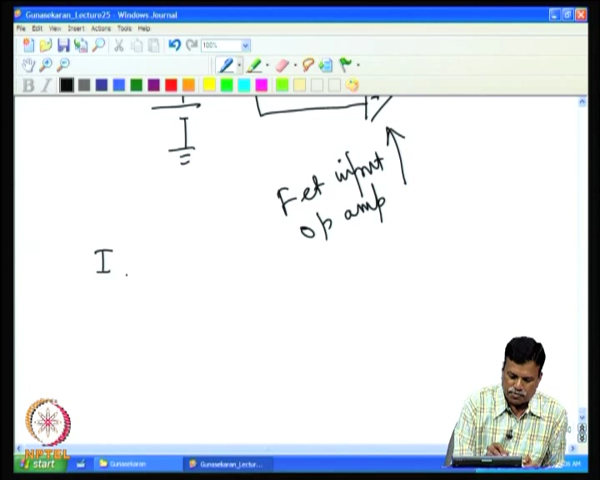 Gunasekaran_Lecture25 - Windows Journal
File Edit View Insert Actions Tools Help
100%
B I
Fet input
op amp
I .
NPTEL
start Gunasekaran Gunasekaran_Lectur...